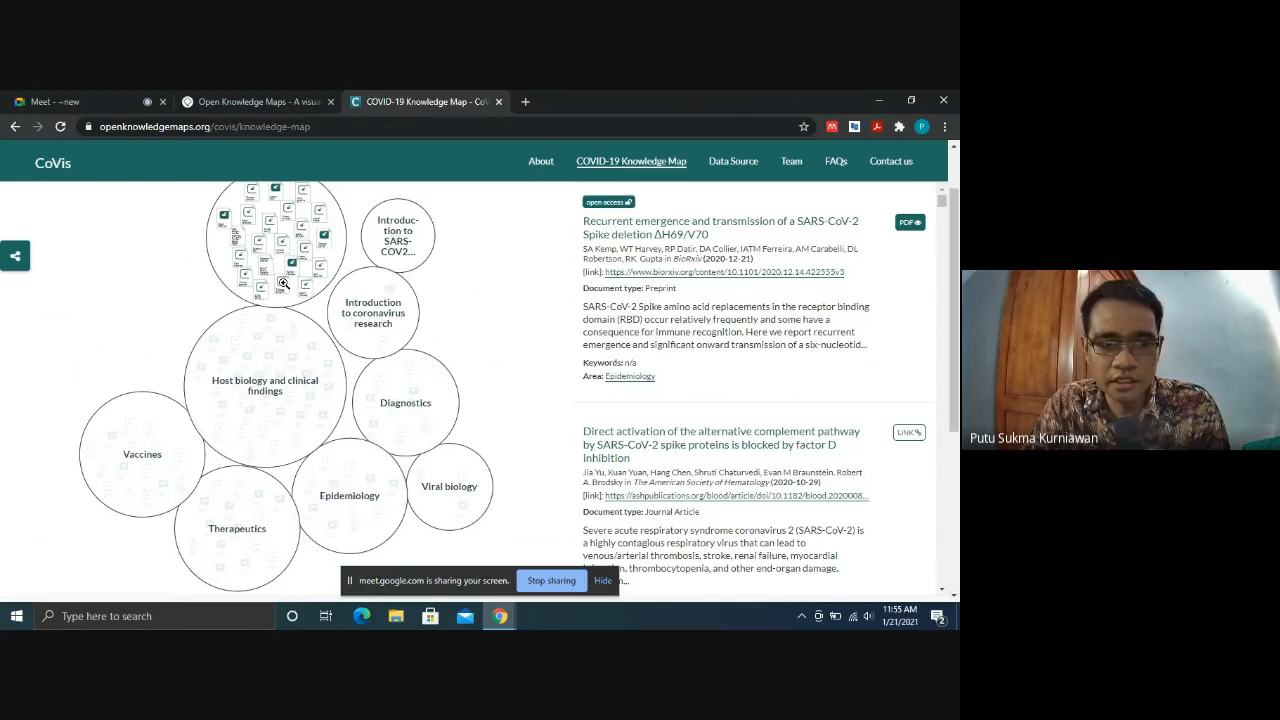 Meet - ~new
Open Knowledge Maps - A visua
COVID-19 Knowledge Map - CoV
openknowledgemaps.org/covis/knowledge-map
P
CoVis
About
COVID-19 Knowledge Map
Data Source
Team
FAQs
Contact us
Introduc-
tion to
SARS-
COV2...
Introduction
to coronavirus
research
Host biology and clinical
findings
Diagnostics
Vaccines
Epidemiology
Viral biology
Therapeutics
open access
Recurrent emergence and transmission of a SARS-CoV-2
Spike deletion ΔH69/V70
PDF
SA Kemp, WT Harvey, RP Datir, DA Collier, IATM Ferreira, AM Carabelli, DL
Robertson, RK. Gupta in BioRxiv (2020-12-21)
[link]: https://www.biorxiv.org/content/10.1101/2020.12.14.422555v3
Document type: Preprint
SARS-CoV-2 Spike amino acid replacements in the receptor binding
domain (RBD) occur relatively frequently and some have a
consequence for immune recognition. Here we report recurrent
emergence and significant onward transmission of a six-nucleotid...
Keywords: n/a
Area: Epidemiology
Direct activation of the alternative complement pathway
by SARS-CoV-2 spike proteins is blocked by factor D
inhibition
LINK
Jia Yu, Xuan Yuan, Hang Chen, Shruti Chaturvedi, Evan M Braunstein, Robert
A. Brodsky in The American Society of Hematology (2020-10-29)
[link]: https://ashpublications.org/blood/article/doi/10.1182/blood.2020008...
Document type: Journal Article
Severe acute respiratory syndrome coronavirus 2 (SARS-CoV-2) is
a highly contagious respiratory virus that can lead to
venous/arterial thrombosis, stroke, renal failure, myocardial
thrombocytopenia, and other end-organ damage.
meet.google.com is sharing your screen.
Stop sharing
Hide
Type here to search
11:55 AM
1/21/2021
2
Putu Sukma Kurniawan